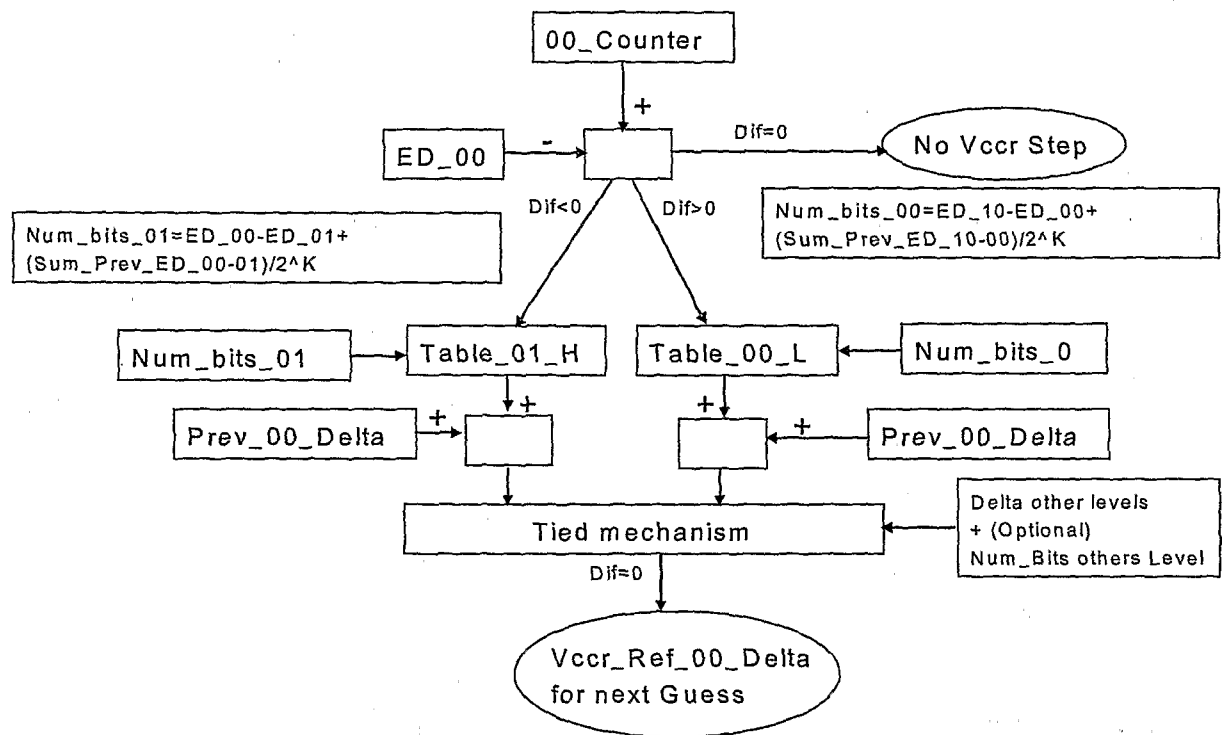 00_Counter
+
ED_00
-
Dif=0
No Vccr Step
Dif<0
Dif>0
Num_bits_01=ED_00-ED_01+
(Sum_Prev_ED_00-01)/2^K
Num_bits_00=ED_10-ED_00+
(Sum_Prev_ED_10-00)/2^K
Num_bits_01
Table_01_H
Table_00_L
Num_bits_0
+
+
Prev_00_Delta
+
+
Prev_00_Delta
Tied mechanism
Delta other levels
+ (Optional)
Num_Bits others Level
Dif=0
Vccr_Ref_00_Delta
for next Guess